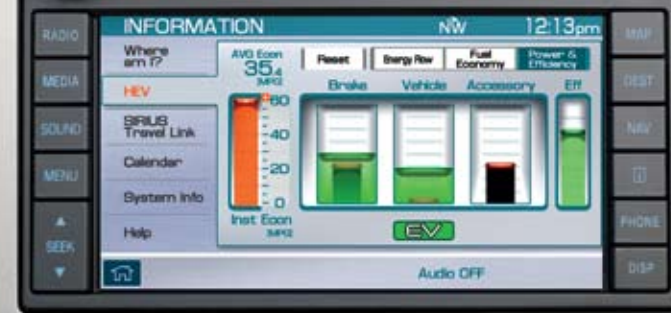 INFORMATION
NW
12:13pm
RADIO
MEDIA
SOUND
MENU
SEEK
Where
am I?
HEV
SIRIUS
Travel Link
Calendar
System Info
Help
AVG Econ
35.4
MPG
60
40
20
0
Inst Econ
MPG
Reset
Energy Flow
Fuel
Economy
Power &
Efficiency
Brake
Vehicle
Accessory
Eff
EV
Audio OFF
MAP
DEST
NAV
i
PHONE
DISP